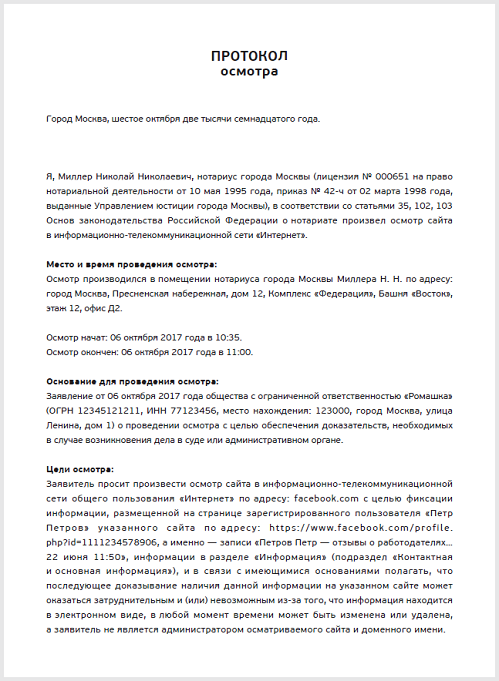 ПРОТОКОЛ
осмотра
Город Москва, шестое октября две тысячи семнадцатого года.
Я, Миллер Николай Николаевич, нотариус города Москвы (лицензия № 000651 на право
нотариальной деятельности от 10 мая 1995 года, приказ № 42-ч от 02 марта 1998 года,
выданные Управлением юстиции города Москвы), в соответствии со статьями 35, 102, 103
Основ законодательства Российской Федерации о нотариате произвел осмотр сайта
в информационно-телекоммуникационной сети «Интернет».
Место и время проведения осмотра:
Осмотр производился в помещении нотариуса города Москвы Миллера Н. Н. по адресу:
город Москва, Пресненская набережная, дом 12, Комплекс «Федерация», Башня «Восток»,
этаж 12, офис Д2.
Осмотр начат: 06 октября 2017 года в 10:35.
Осмотр окончен: 06 октября 2017 года в 11:00.
Основание для проведения осмотра:
Заявление от 06 октября 2017 года общества с ограниченной ответственностью «Ромашка»
(ОГРН 12345121211, ИНН 77123456, место нахождения: 123000, город Москва, улица
Ленина, дом 1) о проведении осмотра с целью обеспечения доказательств, необходимых
в случае возникновения дела в суде или административном органе.
Цели осмотра:
Заявитель просит произвести осмотр сайта в информационно-телекоммуникационной
сети общего пользования «Интернет» по адресу: facebook.com с целью фиксации
информации, размещенной на странице зарегистрированного пользователя «Петр
Петров» указанного сайта по адресу: https://www.facebook.com/profile.
php?id=1111234578906, а именно — записи «Петров Петр — отзывы о работодателях...
22 июня 11:50», информации в разделе «Информация» (подраздел «Контактная
и основная информация»), и в связи с имеющимися основаниями полагать, что
последующее доказывание наличия данной информации на указанном сайте может
оказаться затруднительным и (или) невозможным из-за того, что информация находится
в электронном виде, в любой момент времени может быть изменена или удалена,
а заявитель не является администратором осматриваемого сайта и доменного имени.